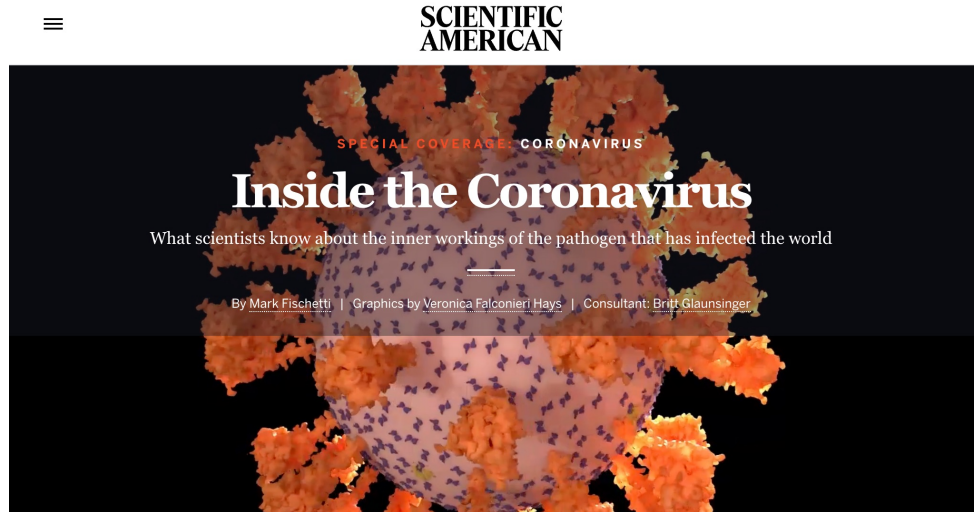 SCIENTIFIC
AMERICAN
SPECIAL COVERAGE: CORONAVIRUS
Inside the Coronavirus
What scientists know about the inner workings of the pathogen that has infected the world
By Mark Fischetti | Graphics by Veronica Falconieri Hays | Consultant: Britt Glaunsinger